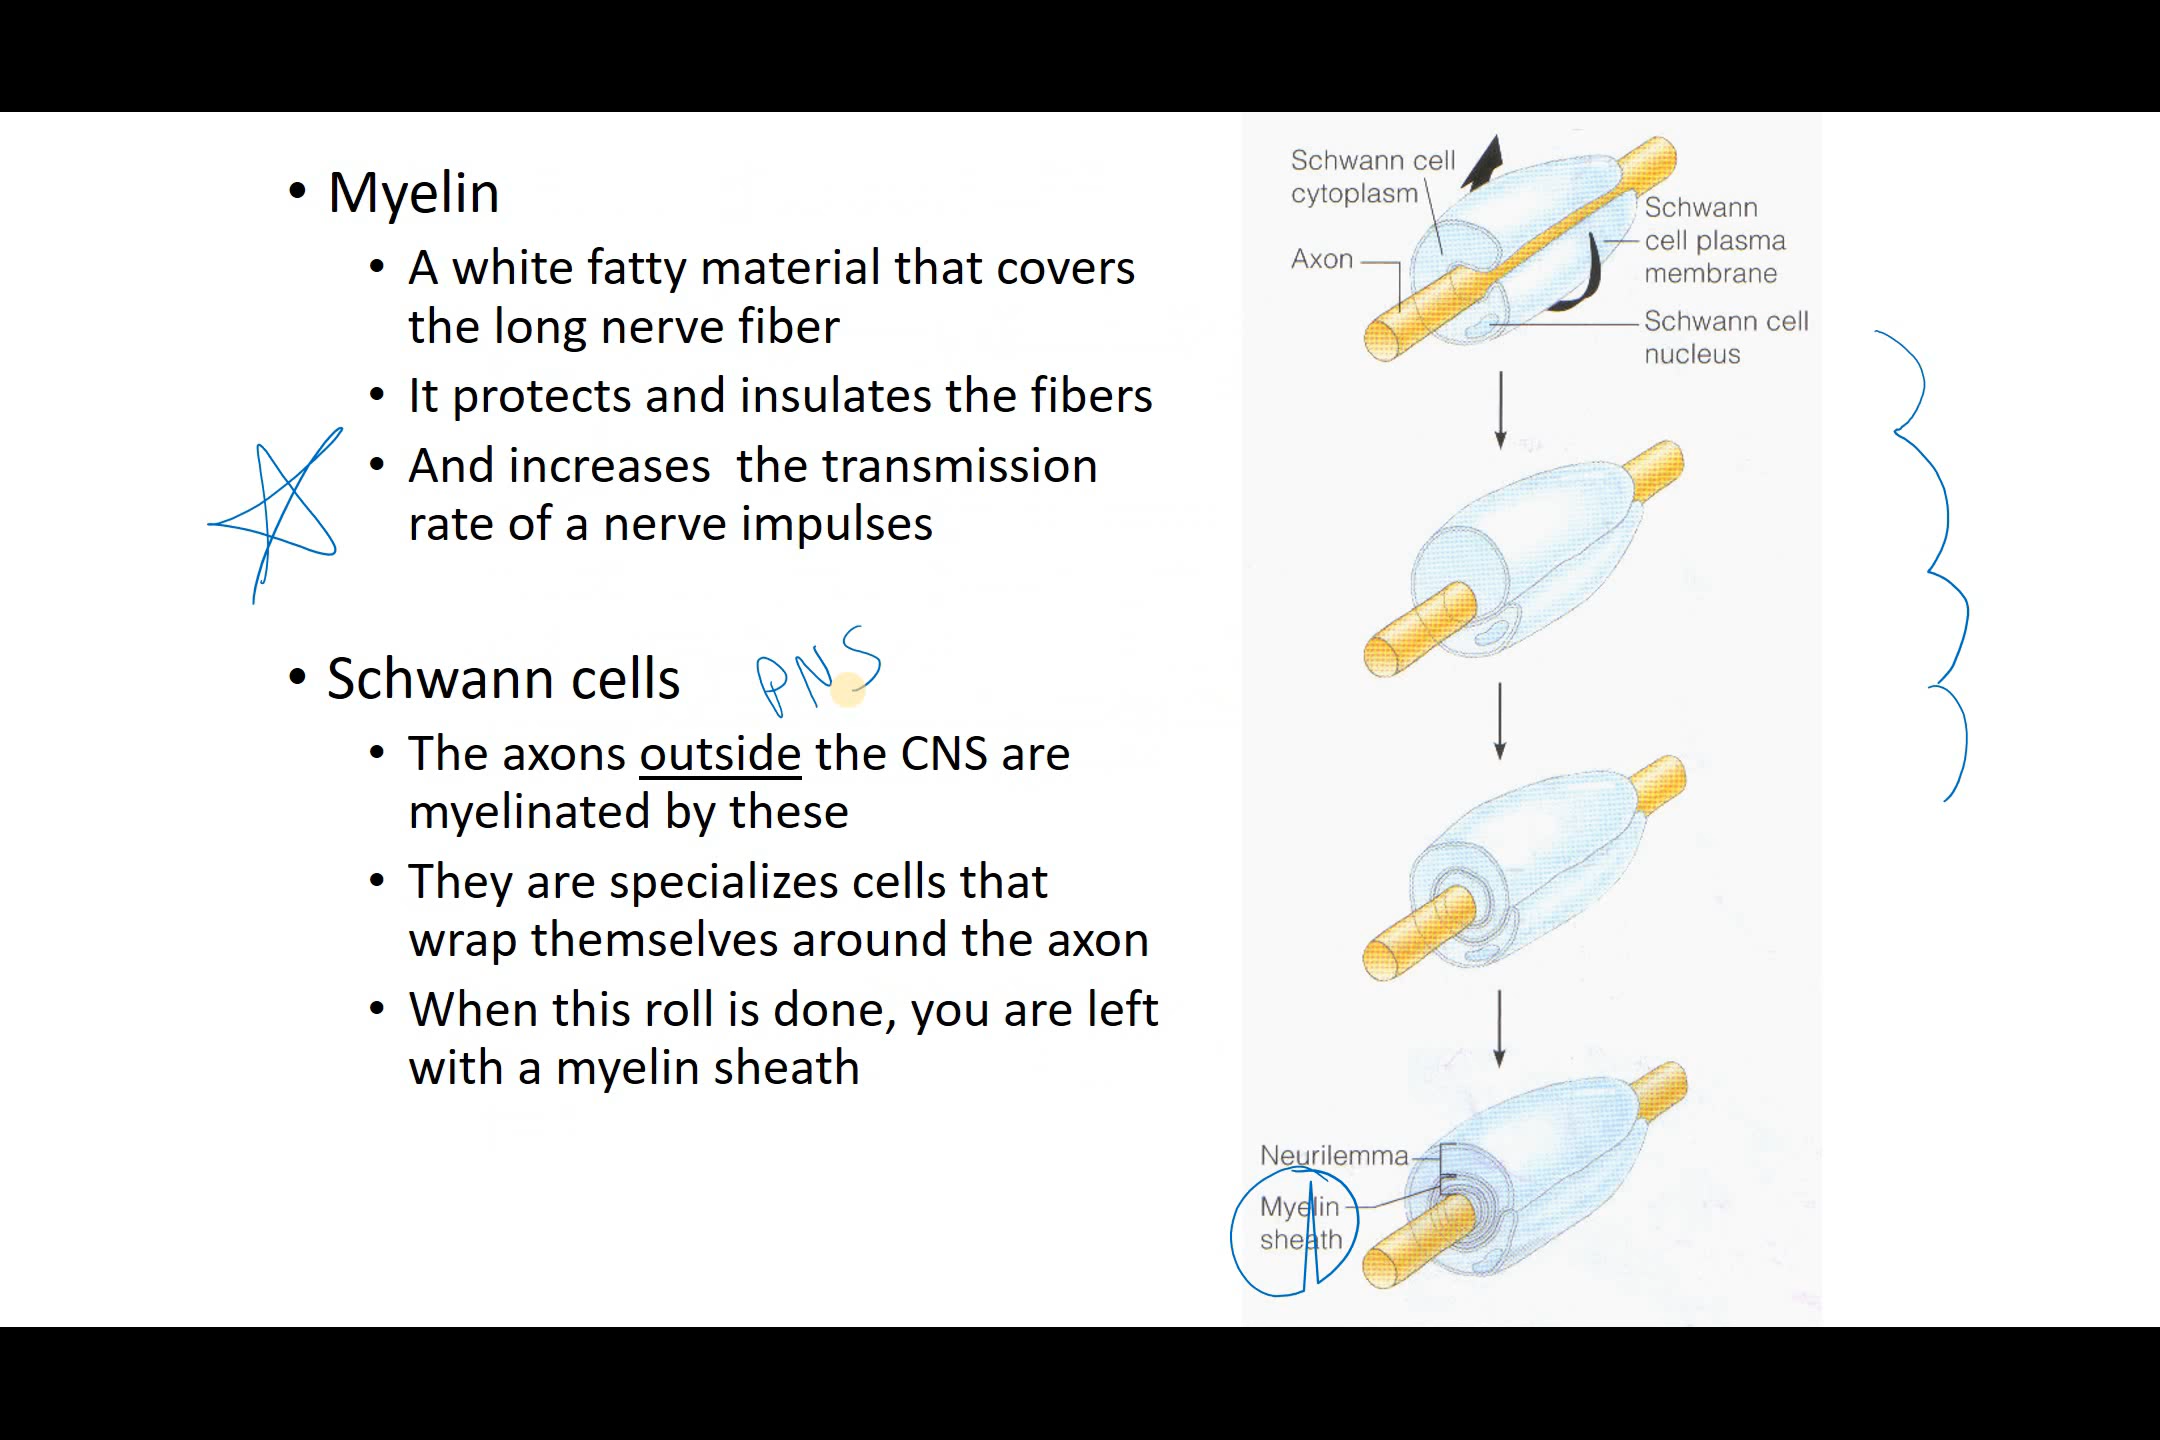 • Myelin
• A white fatty material that covers
the long nerve fiber
• It protects and insulates the fibers
• And increases  the transmission
rate of a nerve impulses
• Schwann cells PNS
• The axons outside the CNS are
myelinated by these
• They are specializes cells that
wrap themselves around the axon
• When this roll is done, you are left
with a myelin sheath
Schwann cell
cytoplasm
Axon
Schwann
cell plasma
membrane
Schwann cell
nucleus
Neurilemma
Myelin
sheath